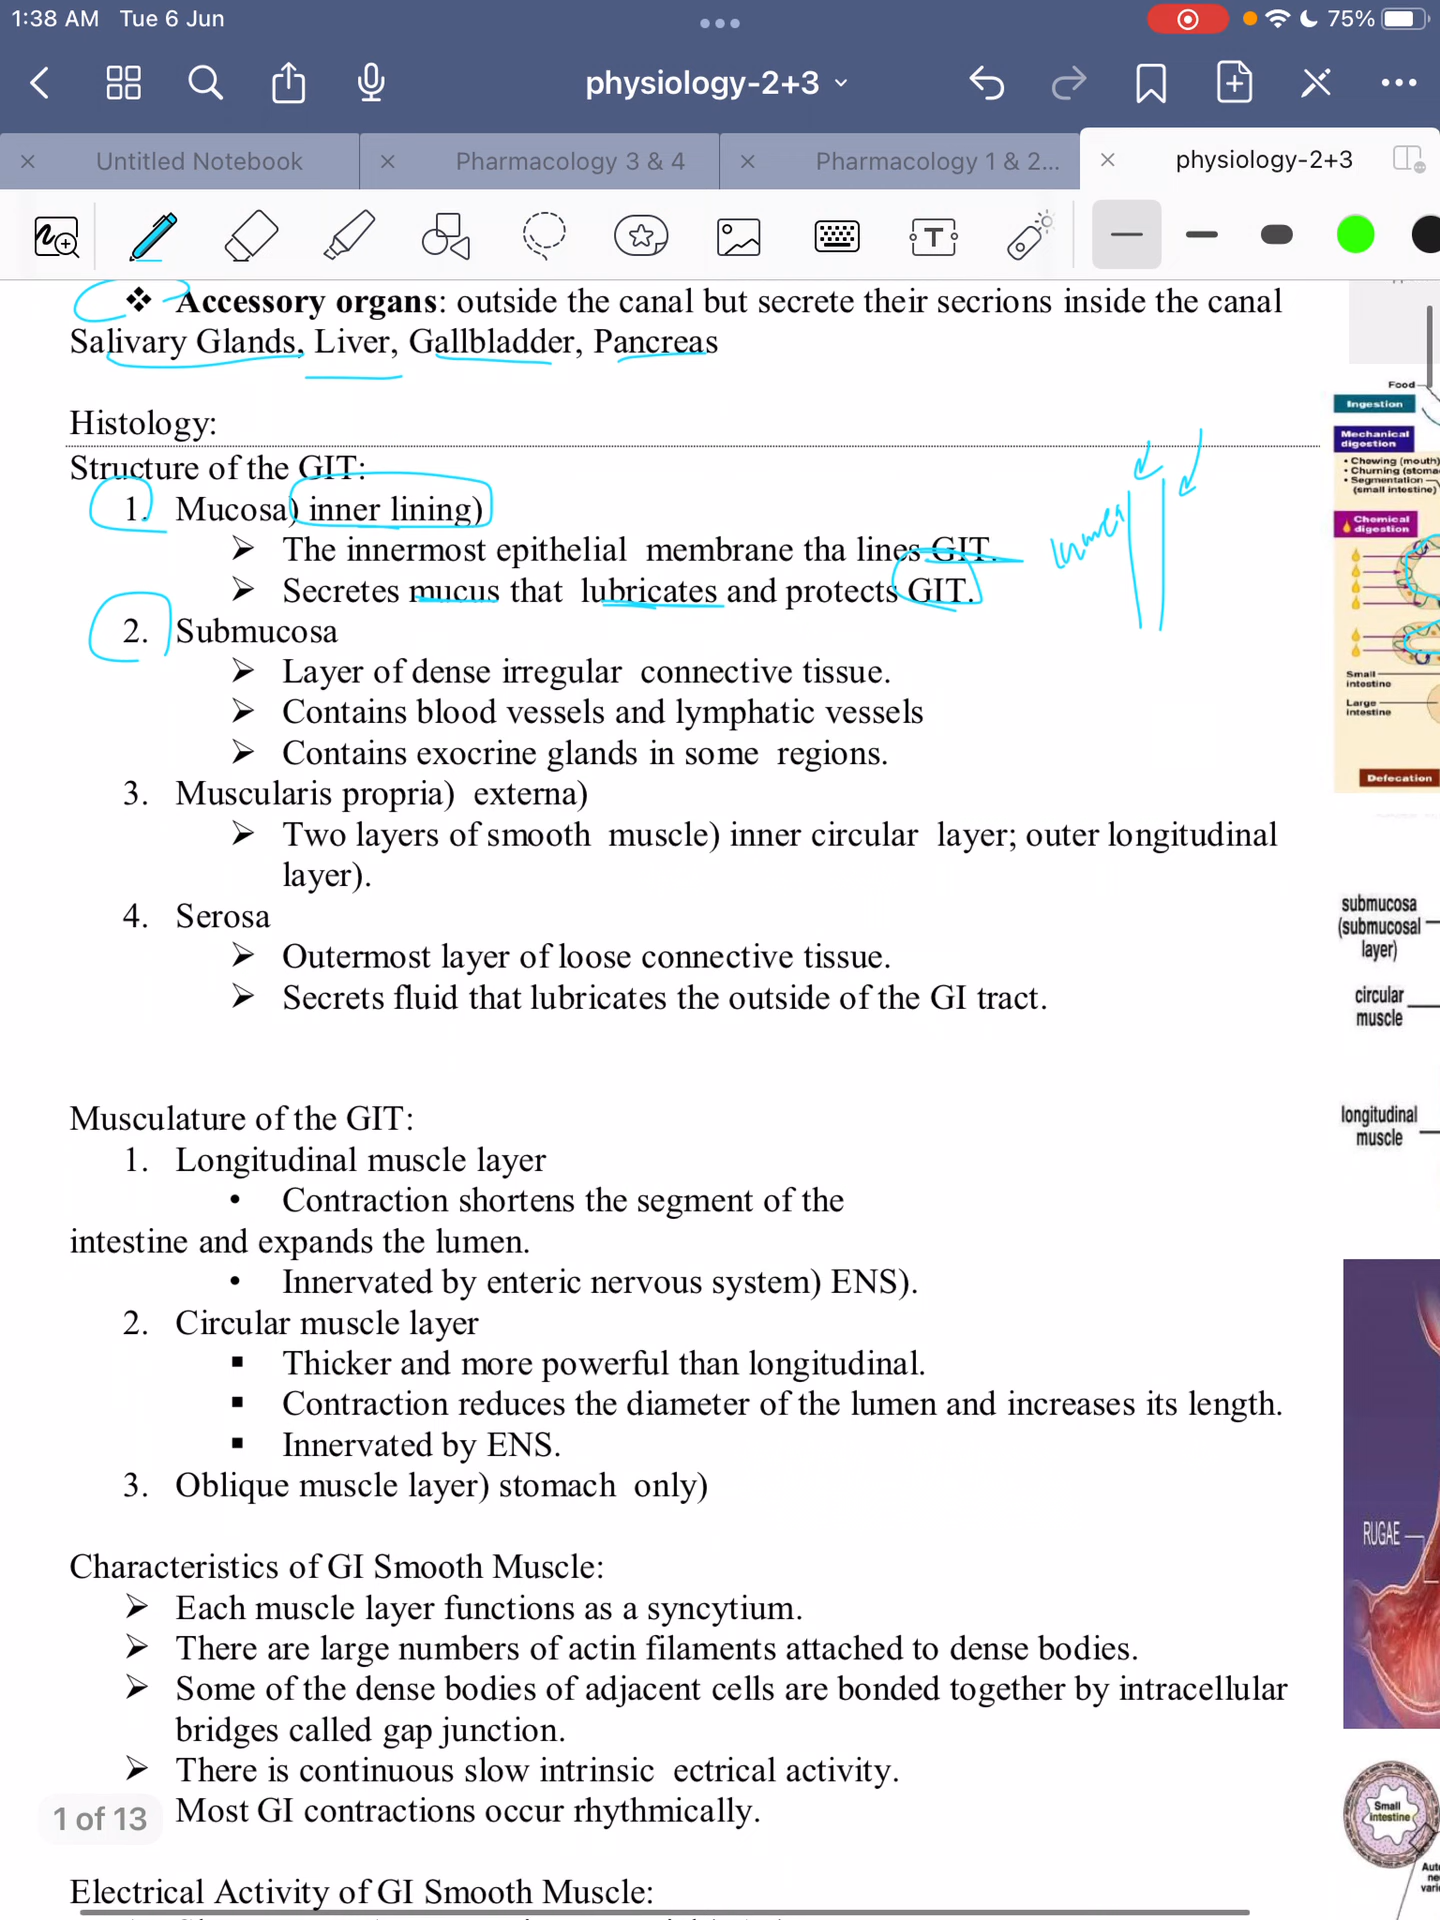 1:38 AM Tue 6 Jun
75%
physiology-2+3
Untitled Notebook
Pharmacology 3 & 4
Pharmacology 1 & 2...
physiology-2+3
❖ Accessory organs: outside the canal but secrete their secrions inside the canal
Salivary Glands, Liver, Gallbladder, Pancreas
Histology:
Structure of the GIT:
1. Mucosa) inner lining)
➢ The innermost epithelial membrane tha lines GIT.
➢ Secretes mucus that lubricates and protects GIT.
lumen
2. Submucosa
➢ Layer of dense irregular connective tissue.
➢ Contains blood vessels and lymphatic vessels
➢ Contains exocrine glands in some regions.
3. Muscularis propria) externa)
➢ Two layers of smooth muscle) inner circular layer; outer longitudinal
layer).
4. Serosa
➢ Outermost layer of loose connective tissue.
➢ Secrets fluid that lubricates the outside of the GI tract.
Musculature of the GIT:
1. Longitudinal muscle layer
• Contraction shortens the segment of the
intestine and expands the lumen.
• Innervated by enteric nervous system) ENS).
2. Circular muscle layer
▪ Thicker and more powerful than longitudinal.
▪ Contraction reduces the diameter of the lumen and increases its length.
▪ Innervated by ENS.
3. Oblique muscle layer) stomach only)
Characteristics of GI Smooth Muscle:
➢ Each muscle layer functions as a syncytium.
➢ There are large numbers of actin filaments attached to dense bodies.
➢ Some of the dense bodies of adjacent cells are bonded together by intracellular
bridges called gap junction.
➢ There is continuous slow intrinsic ectrical activity.
Most GI contractions occur rhythmically.
1 of 13
Electrical Activity of GI Smooth Muscle:
Food
Ingestion
Mechanical
digestion
• Chewing (mouth)
• Churning (stoma
• Segmentation
(small intestine)
Chemical
digestion
Small
intestine
Large
intestine
Defecation
submucosa
(submucosal
layer)
circular
muscle
longitudinal
muscle
RUGAE
Small
Intestine
Aut
ne
vari